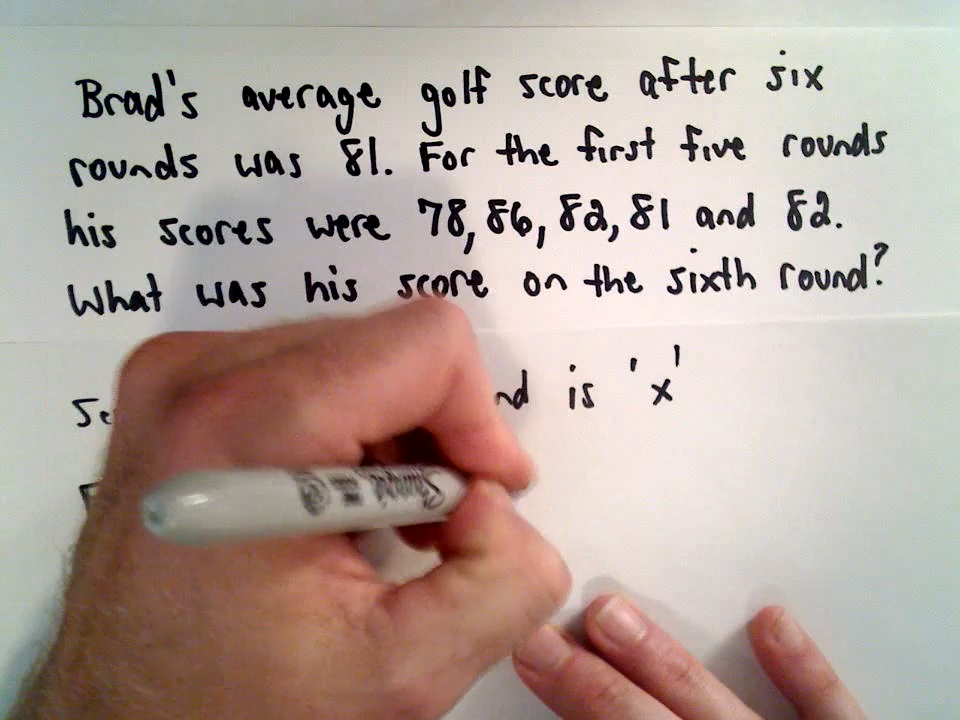 Brad's average golf score after six
rounds was 81. For the first five rounds
his scores were 78, 86, 82, 81 and 82.
What was his score on the sixth round?
is 'x'
Sharpie